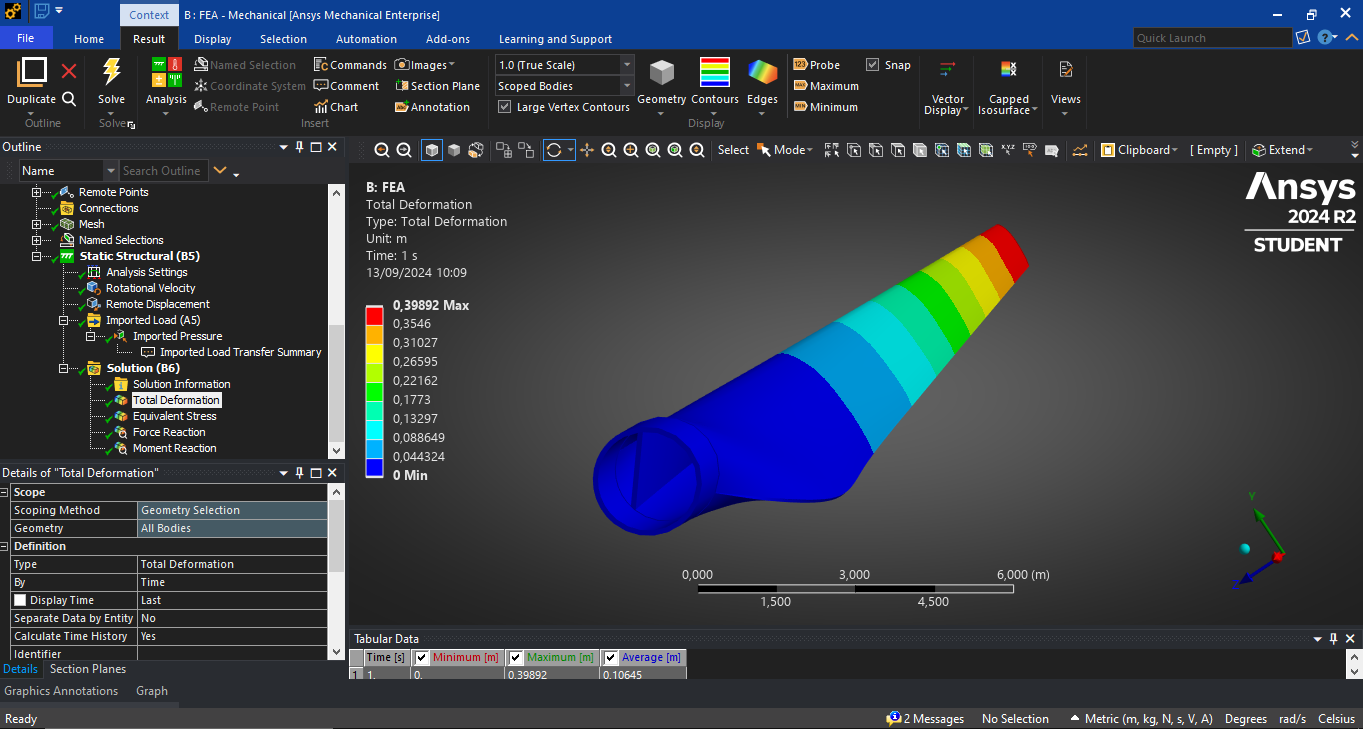 Context B : FEA - Mechanical [Ansys Mechanical Enterprise]
File Home Result Display Selection Automation Add-ons Learning and Support Quick Launch
Duplicate
Outline
Solve
Solver
Analysis
Named Selection
Coordinate System
Remote Point
Commands
Comment
Chart
Images
Section Plane
Annotation
Insert
1.0 (True Scale)
Scoped Bodies
Large Vertex Contours
Geometry
Contours
Edges
Display
Probe
Maximum
Minimum
Snap
Vector
Display
Capped
Isosurface
Views
Outline
Name Search Outline
Remote Points
Connections
Mesh
Named Selections
Static Structural (B5)
Analysis Settings
Rotational Velocity
Remote Displacement
Imported Load (A5)
Imported Pressure
Imported Load Transfer Summary
Solution (B6)
Solution Information
Total Deformation
Equivalent Stress
Force Reaction
Moment Reaction
Details of "Total Deformation"
Scope
Scoping Method Geometry Selection
Geometry All Bodies
Definition
Type Total Deformation
By Time
Display Time Last
Separate Data by Entity No
Calculate Time History Yes
Identifier
Details Section Planes
Graphics Annotations Graph
Select Mode Clipboard [ Empty ] Extend
B: FEA
Total Deformation
Type: Total Deformation
Unit: m
Time: 1 s
13/09/2024 10:09
0,39892 Max
0,3546
0,31027
0,26595
0,22162
0,1773
0,13297
0,088649
0,044324
0 Min
Ansys
2024 R2
STUDENT
Y
Z
0,000 3,000 6,000 (m)
1,500 4,500
Tabular Data
Time [s] Minimum [m] Maximum [m] Average [m]
1 1. 0. 0.39892 0.10645
Ready 2 Messages No Selection Metric (m, kg, N, s, V, A) Degrees rad/s Celsius